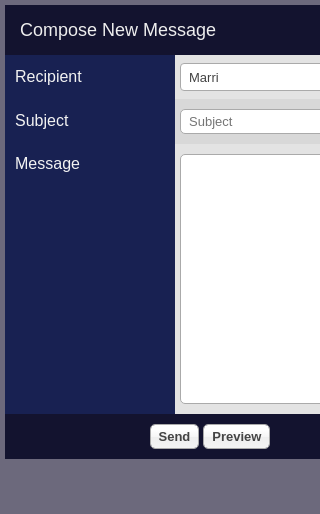 Compose New Message
Recipient
Marri
Subject
Subject
Message
Send
Preview